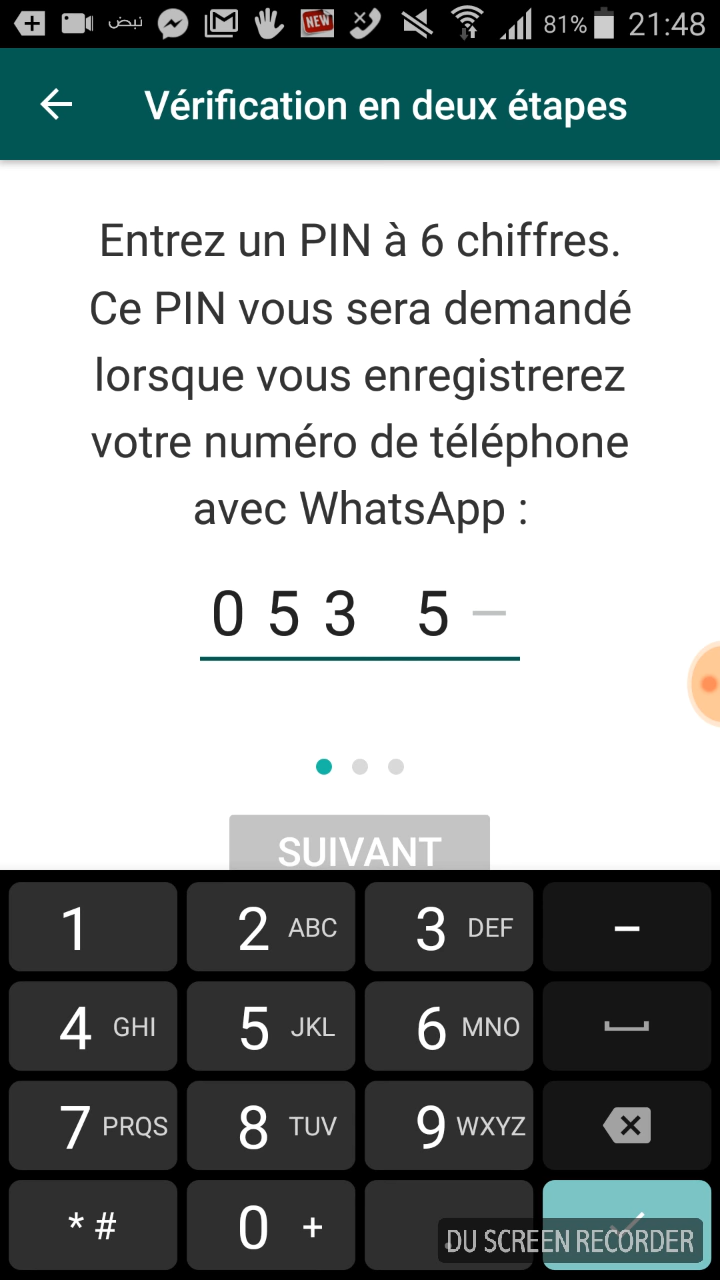 نبض NEW 81% 21:48
Vérification en deux étapes
Entrez un PIN à 6 chiffres.
Ce PIN vous sera demandé
lorsque vous enregistrerez
votre numéro de téléphone
avec WhatsApp :
0 5 3 5 –
SUIVANT
1 2 ABC 3 DEF –
4 GHI 5 JKL 6 MNO
7 PRQS 8 TUV 9 WXYZ
* # 0 +
DU SCREEN RECORDER